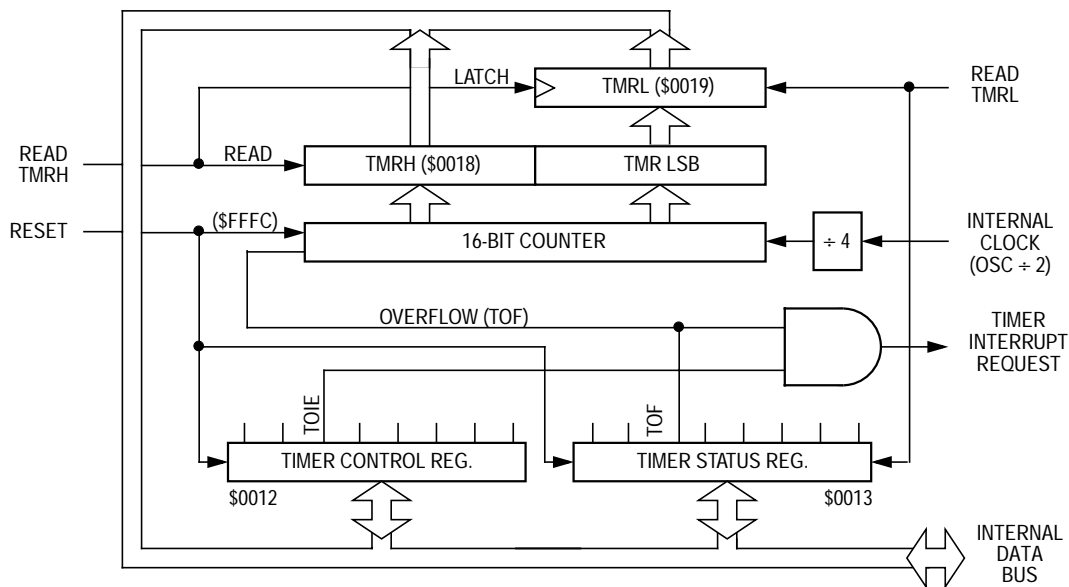 LATCH
TMRL ($0019)
READ
TMRL
READ
TMRH
READ
TMRH ($0018)
TMR LSB
RESET
($FFFC)
16-BIT COUNTER
÷ 4
INTERNAL
CLOCK
(OSC ÷ 2)
OVERFLOW (TOF)
TIMER
INTERRUPT
REQUEST
TOIE
TOF
TIMER CONTROL REG.
TIMER STATUS REG.
$0012
$0013
INTERNAL
DATA
BUS